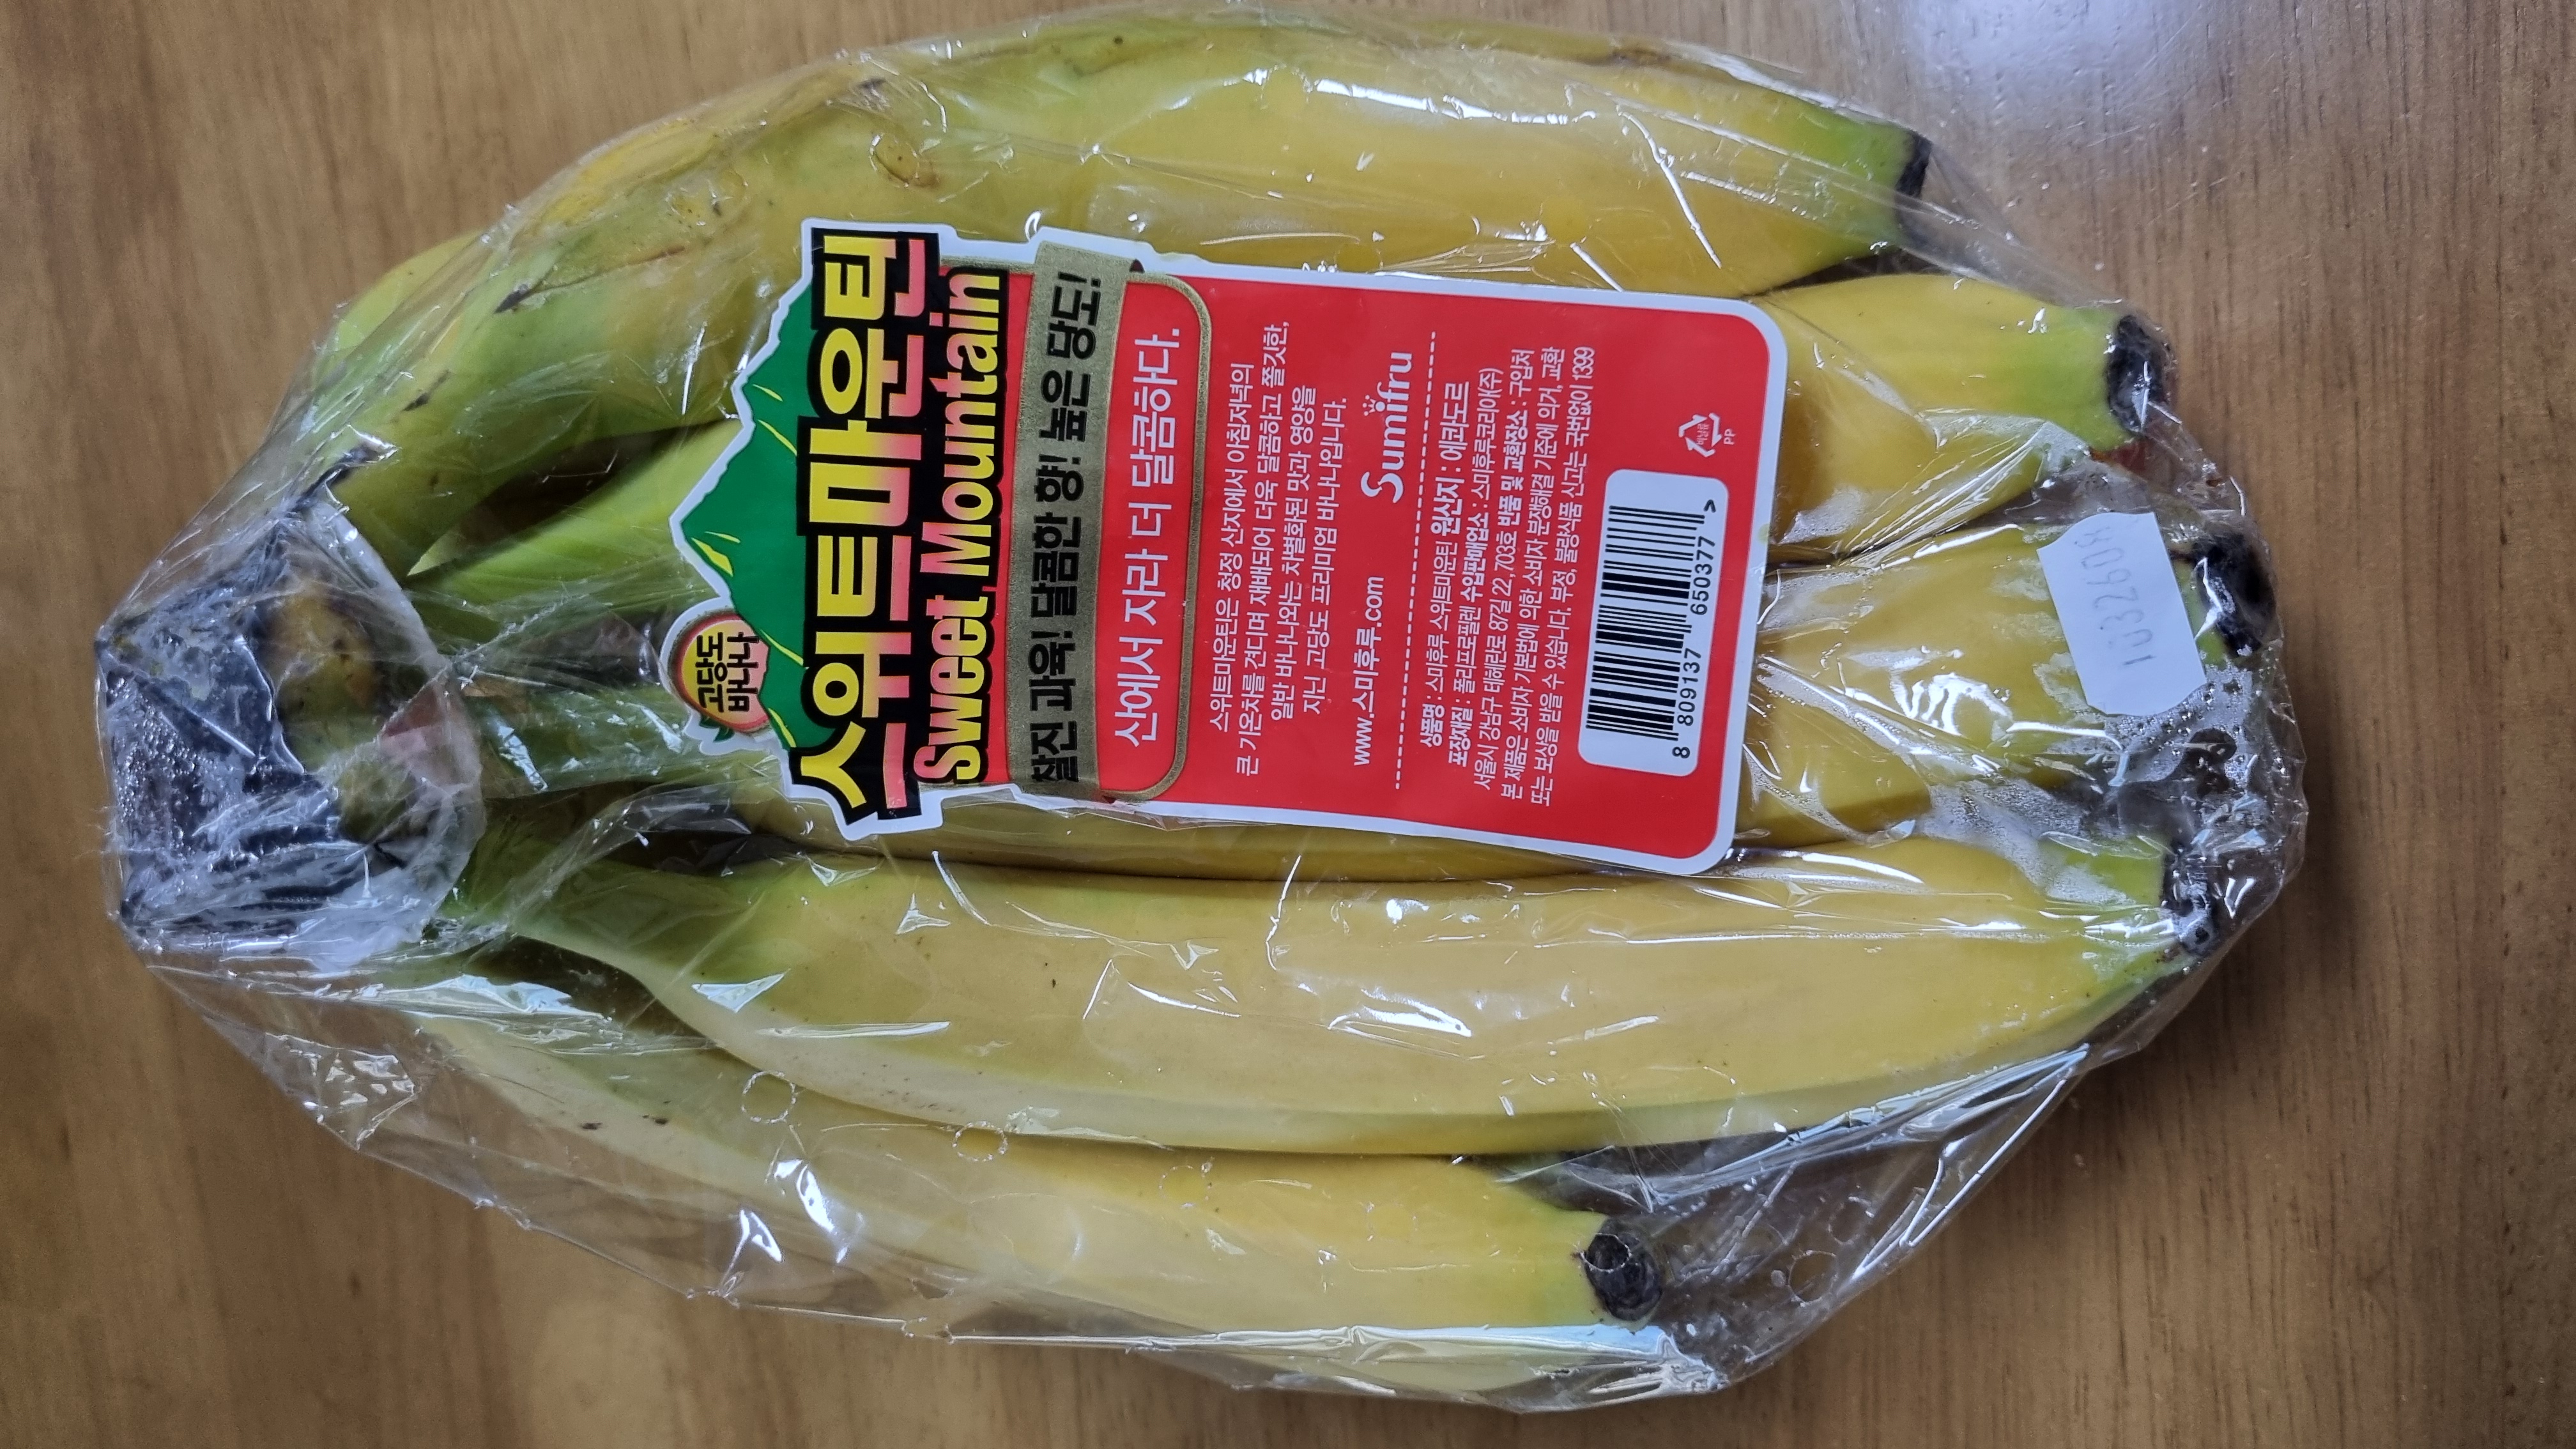 고당도
바나나
스위트마운틴
Sweet Mountain
찰진 과육! 달콤한 향! 높은 당도!
산에서 자라 더 달콤하다.
스위트마운틴은 청정 산지에서 아침저녁의
큰 기온차를 견디며 재배되어 더욱 달콤하고 쫄깃한,
일반 바나나와는 차별화된 맛과 영양을
지닌 고당도 프리미엄 바나나입니다.
www.스미후루.com Sumifru
상품명 : 스미후루 스위트마운틴 원산지 : 에콰도르
포장재질 : 폴리프로필렌 수입판매업소 : 스미후루코리아(주)
서울시 강남구 테헤란로 87길 22, 703호 반품 및 교환장소 : 구입처
본 제품은 소비자 기본법에 의한 소비자 분쟁해결 기준에 의거, 교환
또는 보상을 받을 수 있습니다. 부정, 불량식품 신고는 국번없이 1399
8 809137 650377 >
비닐류
PP